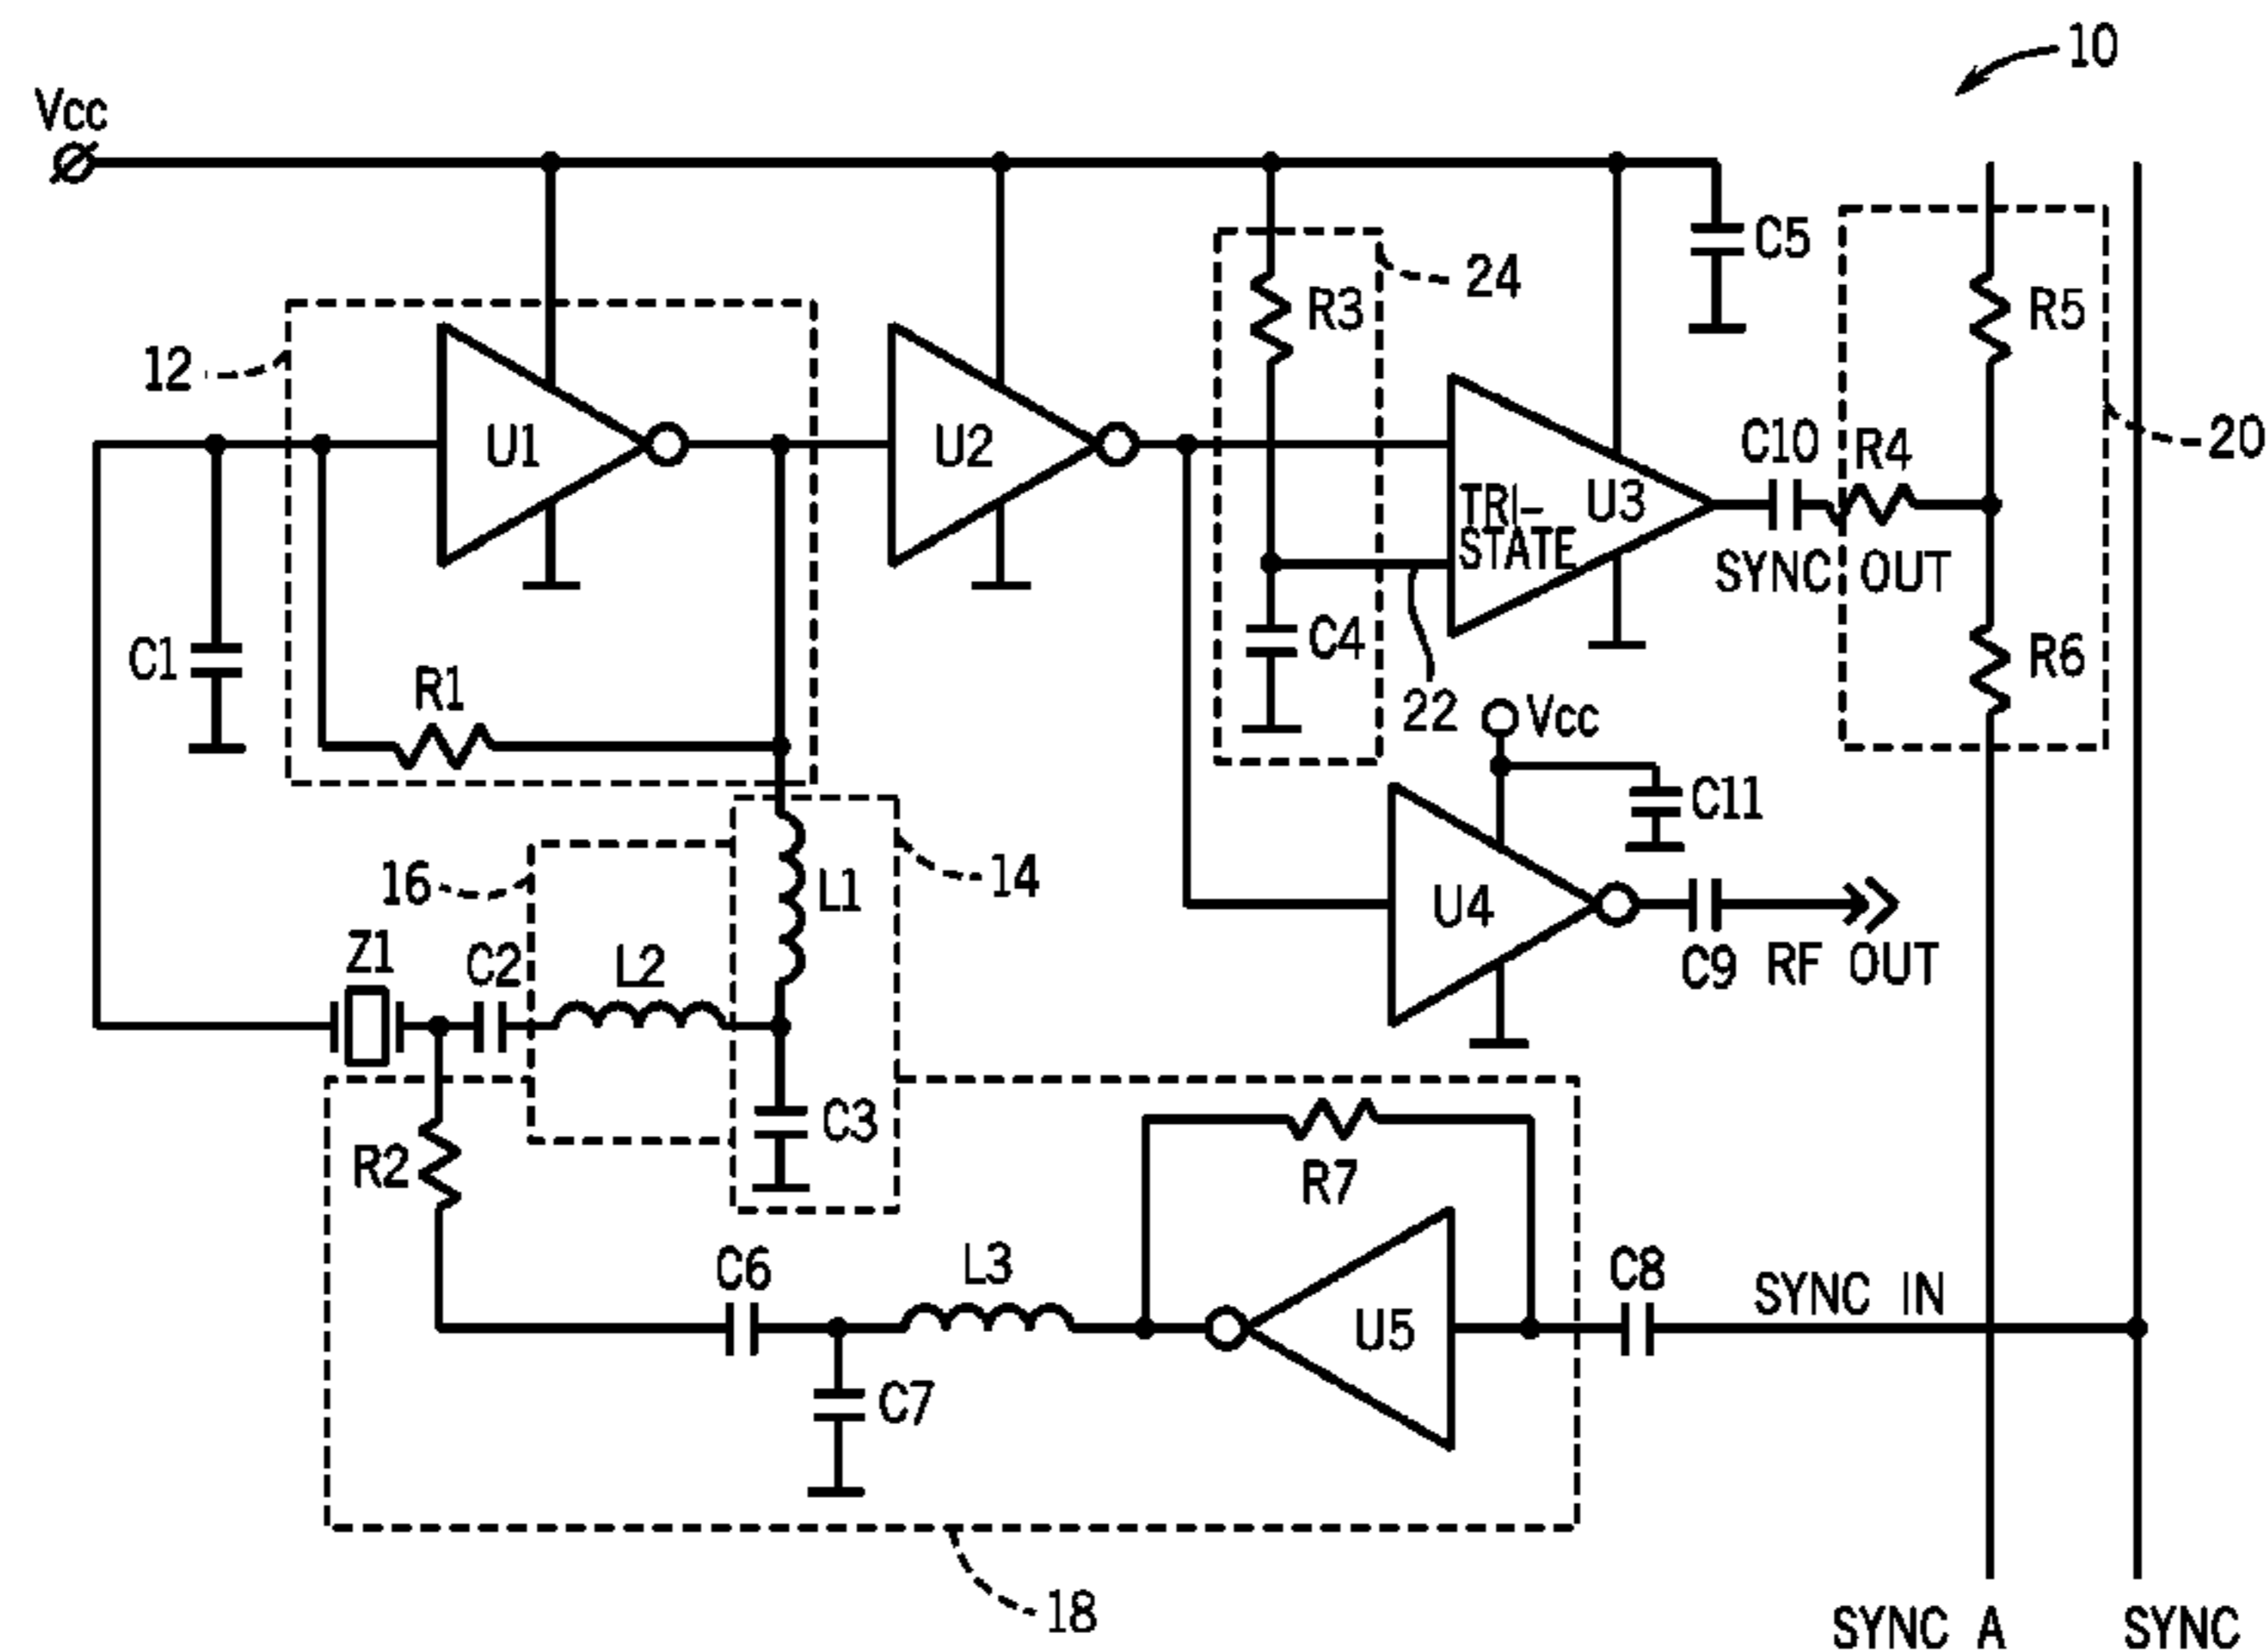 10
Vcc
C5
24
R3
R5
12
U1
U2
C10
R4
20
TRI-
STATE
U3
SYNC OUT
C1
C4
R6
R1
22
Vcc
C11
16
L1
14
U4
Z1
C2
L2
C9
RF OUT
C3
R2
R7
C6
L3
C8
SYNC IN
U5
C7
18
SYNC A
SYNC